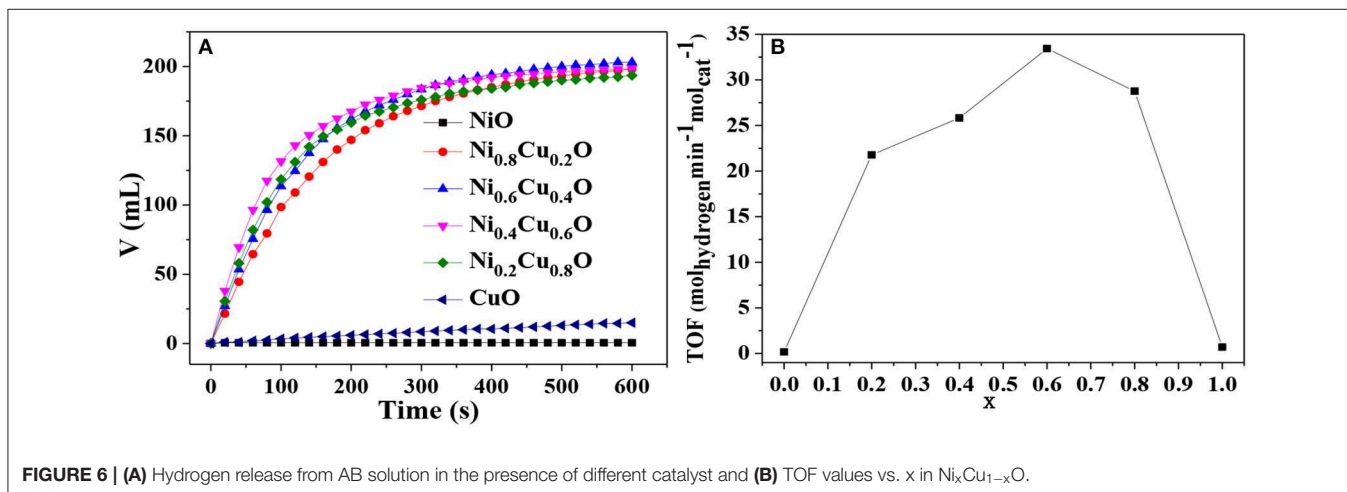 A
200
150
100
50
0
V (mL)
NiO
Ni0.8Cu0.2O
Ni0.6Cu0.4O
Ni0.4Cu0.6O
Ni0.2Cu0.8O
CuO
0 100 200 300 400 500 600
Time (s)
B
35
30
25
20
15
10
5
0
TOF (molhydrogenmin-1molcat-1)
0.0 0.1 0.2 0.3 0.4 0.5 0.6 0.7 0.8 0.9 1.0
x
FIGURE 6 | (A) Hydrogen release from AB solution in the presence of different catalyst and (B) TOF values vs. x in NixCu1−xO.